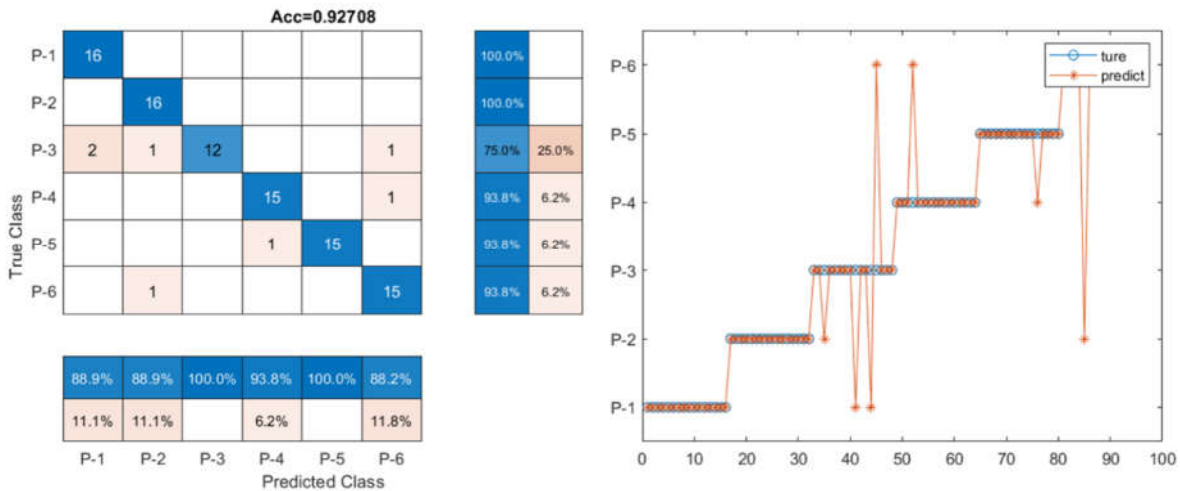 Acc=0.92708
P-1 16
P-2 16
P-3 2 1 12 1
P-4 15 1
P-5 1 15
P-6 1 15
True Class
100.0%
100.0%
75.0% 25.0%
93.8% 6.2%
93.8% 6.2%
93.8% 6.2%
88.9% 88.9% 100.0% 93.8% 100.0% 88.2%
11.1% 11.1% 6.2% 11.8%
P-1 P-2 P-3 P-4 P-5 P-6
Predicted Class
ture
predict
P-6
P-5
P-4
P-3
P-2
P-1
0 10 20 30 40 50 60 70 80 90 100